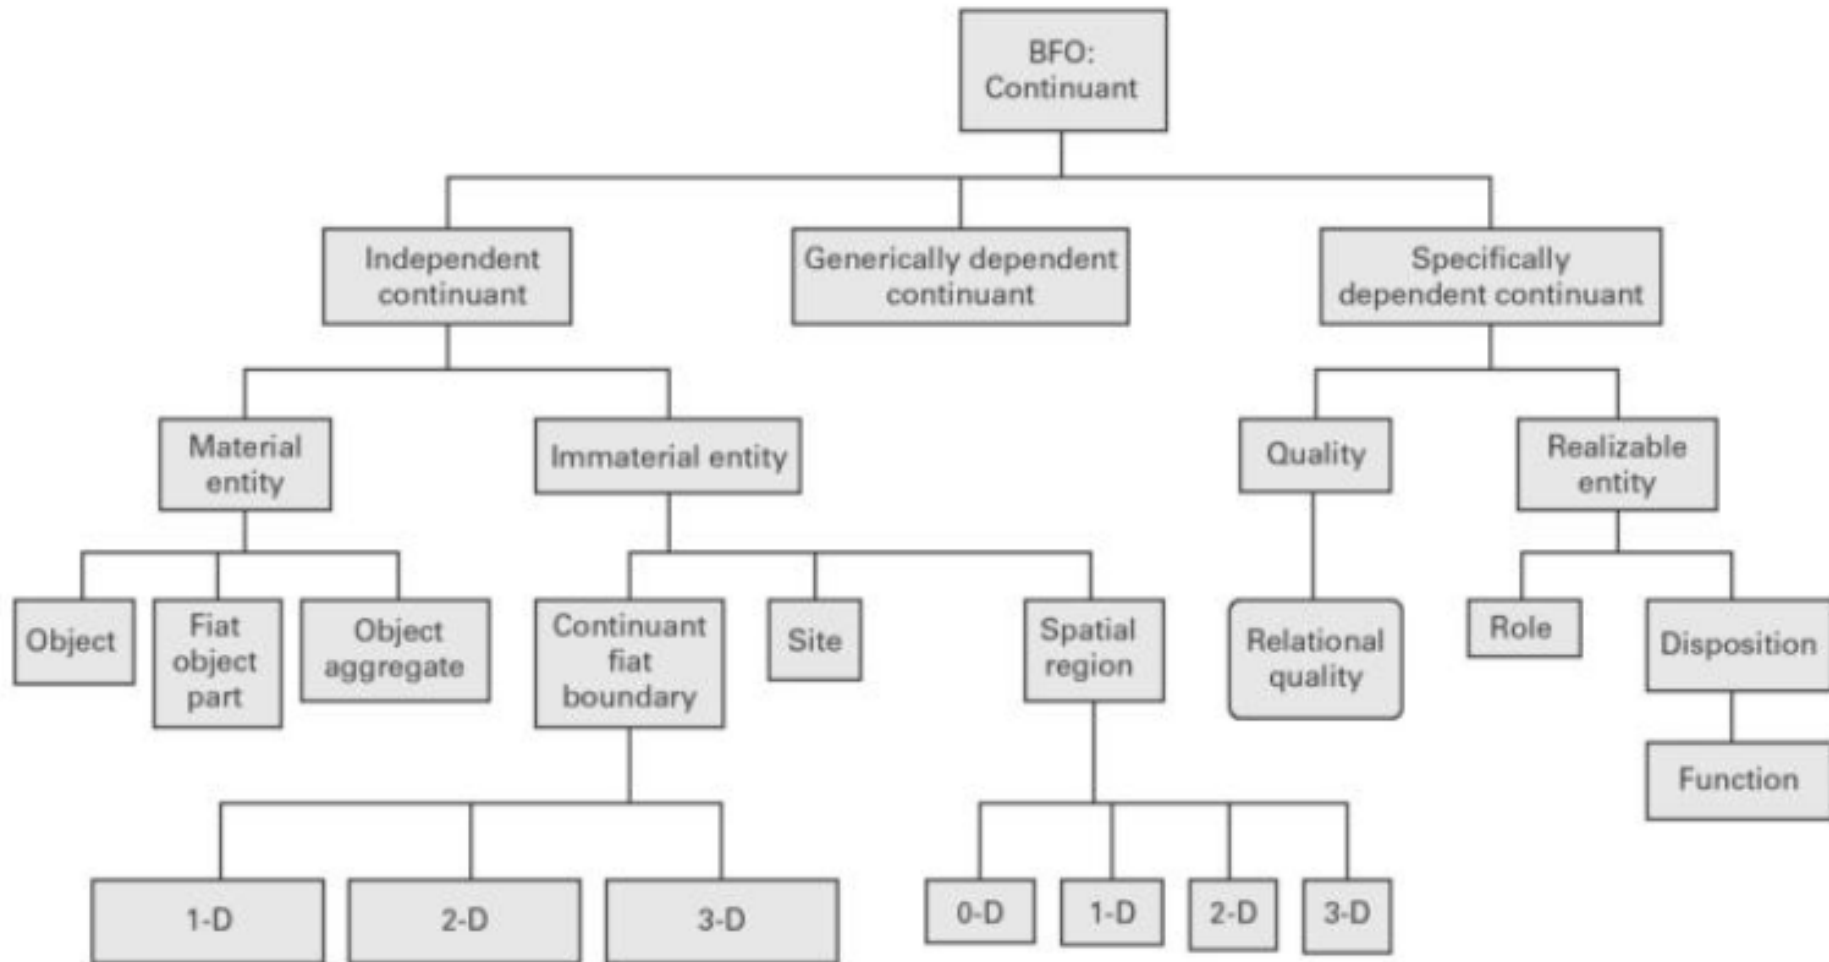 BFO:
Continuant
Independent
continuant
Generically dependent
continuant
Specifically
dependent continuant
Material
entity
Immaterial entity
Quality
Realizable
entity
Object
Fiat
object
part
Object
aggregate
Continuant
fiat
boundary
Site
Spatial
region
Relational
quality
Role
Disposition
Function
1-D
2-D
3-D
0-D
1-D
2-D
3-D